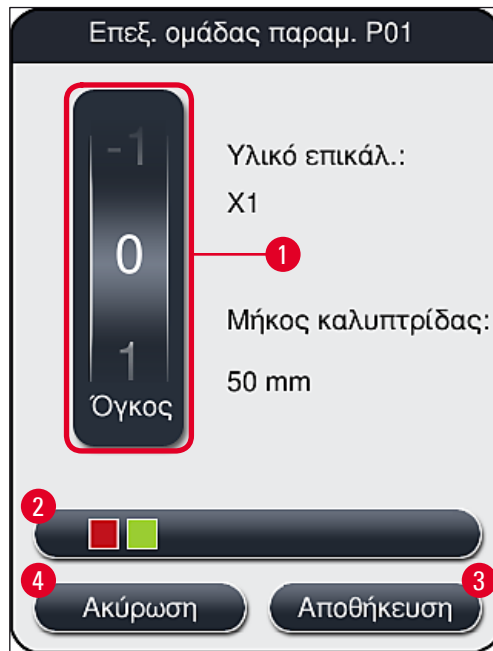 Επεξ. ομάδας παραμ. P01
-1
0
1
Όγκος
1
Υλικό επικάλ.:
X1
Μήκος καλυπτρίδας:
50 mm
2
4
Ακύρωση
3
Αποθήκευση